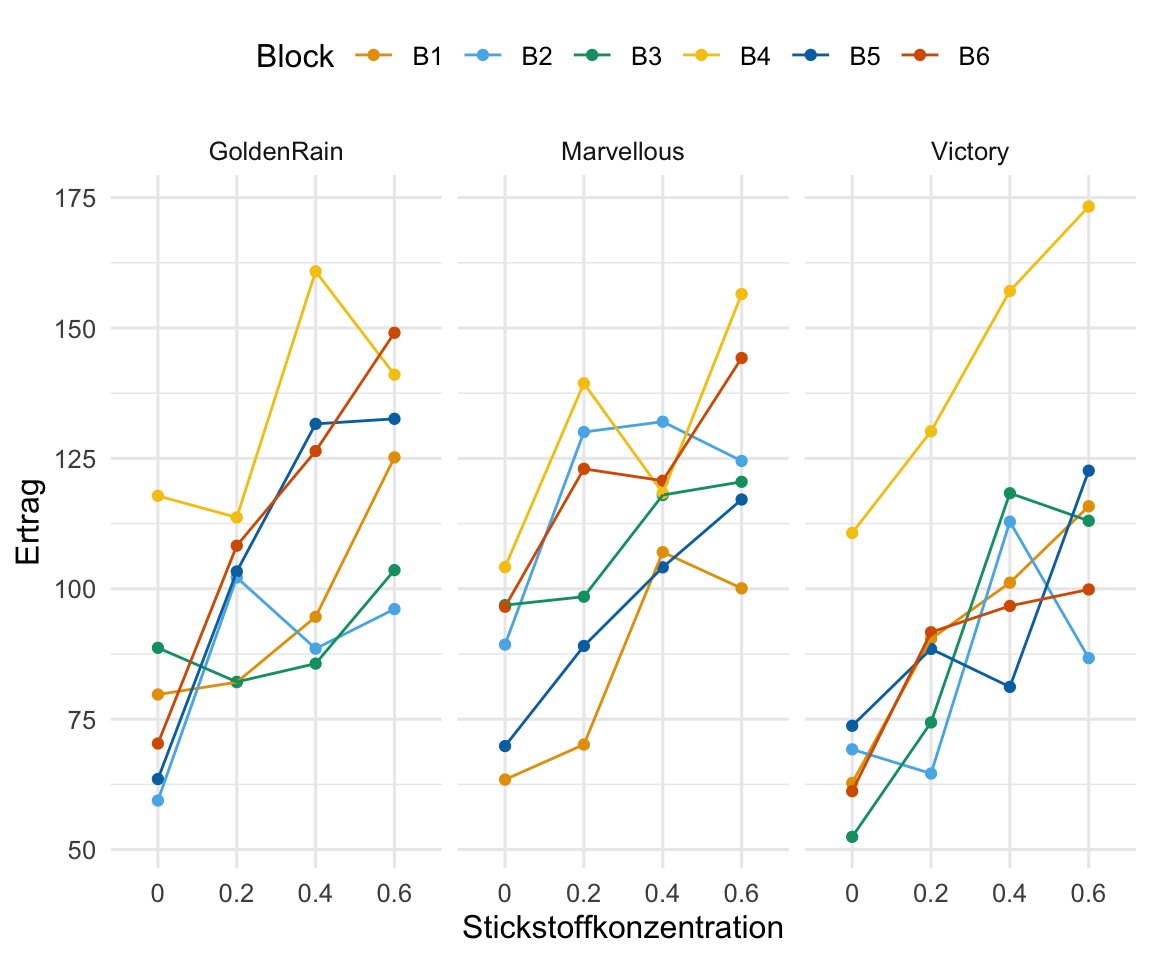 Block B1 B2 B3 B4 B5 B6
GoldenRain Marvellous Victory
175
150
125
100
75
50
Ertrag
0 0.2 0.4 0.6 0 0.2 0.4 0.6 0 0.2 0.4 0.6
Stickstoffkonzentration